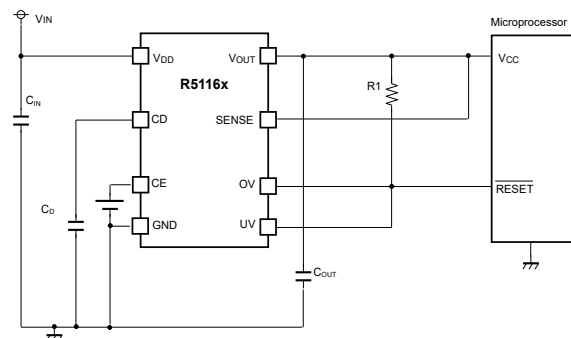 VIN
Microprocessor
VDD
VOUT
VCC
R5116x
R1
CIN
CD
SENSE
CE
OV
RESET
CD
GND
UV
COUT